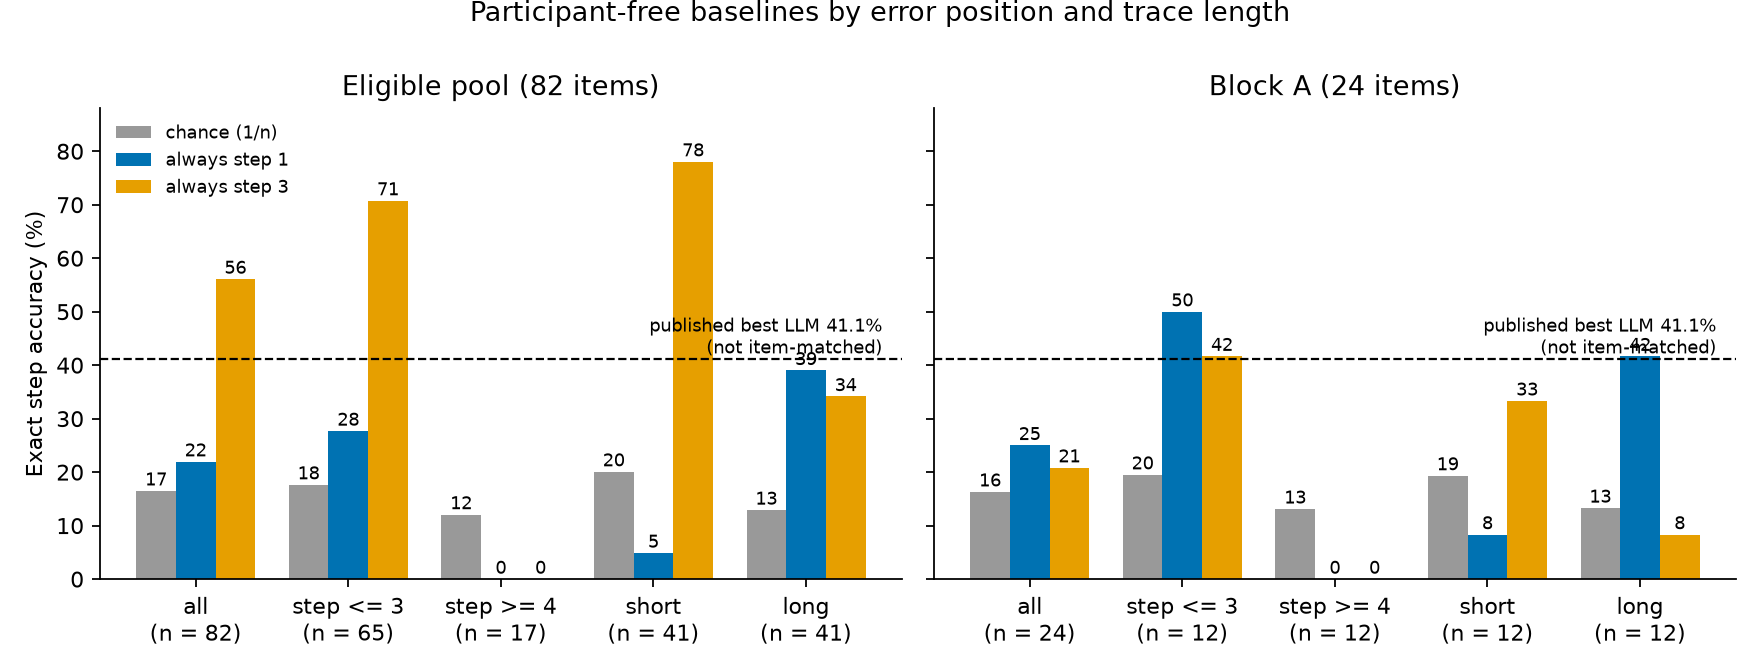 Participant-free baselines by error position and trace length
Eligible pool (82 items)
Exact step accuracy (%)
80
70
60
50
40
30
20
10
0
chance (1/n)
always step 1
always step 3
published best LLM 41.1%
(not item-matched)
17
22
56
18
28
71
12
0
0
20
5
78
13
39
34
all
(n = 82)
step <= 3
(n = 65)
step >= 4
(n = 17)
short
(n = 41)
long
(n = 41)
Block A (24 items)
published best LLM 41.1%
(not item-matched)
16
25
21
20
50
42
13
0
0
19
8
33
13
42
8
all
(n = 24)
step <= 3
(n = 12)
step >= 4
(n = 12)
short
(n = 12)
long
(n = 12)